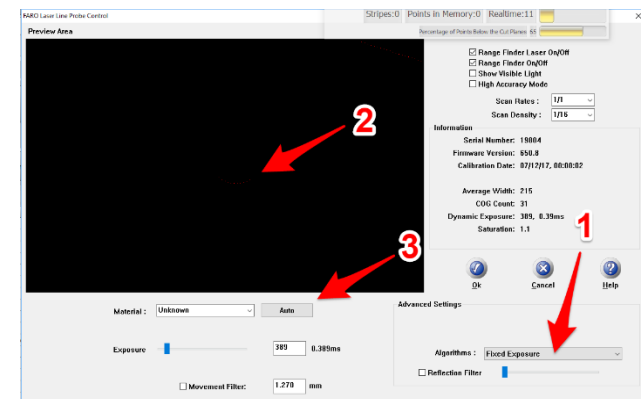 FARO Laser Line Probe Control
Stripes:0 Points in Memory:0 Realtime:11
Percentage of Points Below the Cut Planes 65
Preview Area
Range Finder Laser On/Off
Range Finder On/Off
Show Visible Light
High Accuracy Mode
Scan Rates : 1/1
Scan Density : 1/16
Information
Serial Number: 19804
Firmware Version: 650.8
Calibration Date: 07/12/17, 00:00:02
Average Width: 215
COG Count: 31
Dynamic Exposure: 389, 0.39ms
Saturation: 1.1
2
1
3
Ok Cancel Help
Material : Unknown Auto
Advanced Settings
Exposure 389 0.389ms
Algorithms : Fixed Exposure
Reflection Filter
Movement Filter: 1.270 mm